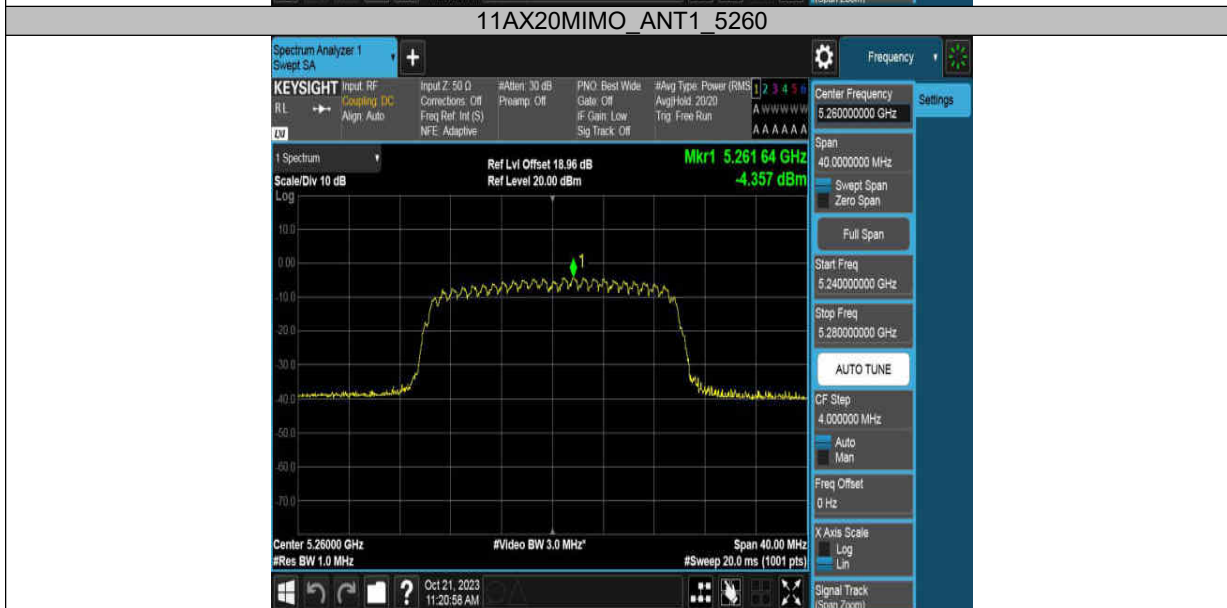 11AX20MIMO_ANT1_5260
Spectrum Analyzer 1
Swept SA
Frequency
KEYSIGHT
RL
LXI
Input: RF
Coupling: DC
Align: Auto
Input Z: 50 Ω
Corrections: Off
Freq Ref: Int (S)
NFE: Adaptive
#Atten: 30 dB
Preamp: Off
PNO: Best Wide
Gate: Off
IF Gain: Low
Sig Track: Off
#Avg Type: Power (RMS
Avg|Hold: 20/20
Trig: Free Run
1 2 3 4 5 6
A W W W W W
A A A A A A
Center Frequency
5.260000000 GHz
Settings
Span
40.0000000 MHz
Swept Span
Zero Span
Full Span
Start Freq
5.240000000 GHz
Stop Freq
5.280000000 GHz
AUTO TUNE
CF Step
4.000000 MHz
Auto
Man
Freq Offset
0 Hz
X Axis Scale
Log
Lin
Signal Track
(Span Zoom)
1 Spectrum
Scale/Div 10 dB
Log
Ref Lvl Offset 18.96 dB
Ref Level 20.00 dBm
Mkr1 5.261 64 GHz
-4.357 dBm
10.0
0.00
-10.0
-20.0
-30.0
-40.0
-50.0
-60.0
-70.0
1
Center 5.26000 GHz
#Res BW 1.0 MHz
#Video BW 3.0 MHz*
Span 40.00 MHz
#Sweep 20.0 ms (1001 pts)
?
Oct 21, 2023
11:20:58 AM